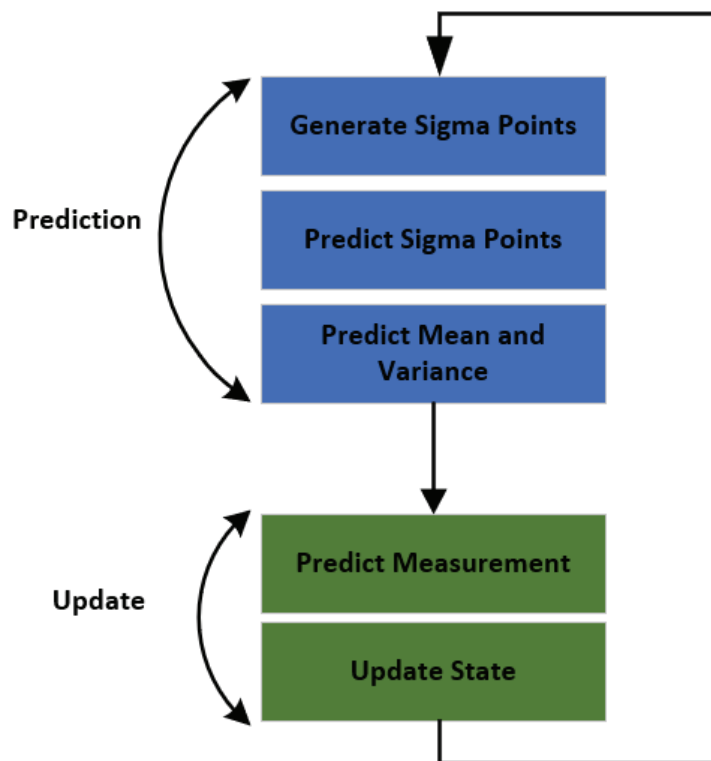 Generate Sigma Points
Prediction
Predict Sigma Points
Predict Mean and
Variance
Predict Measurement
Update
Update State